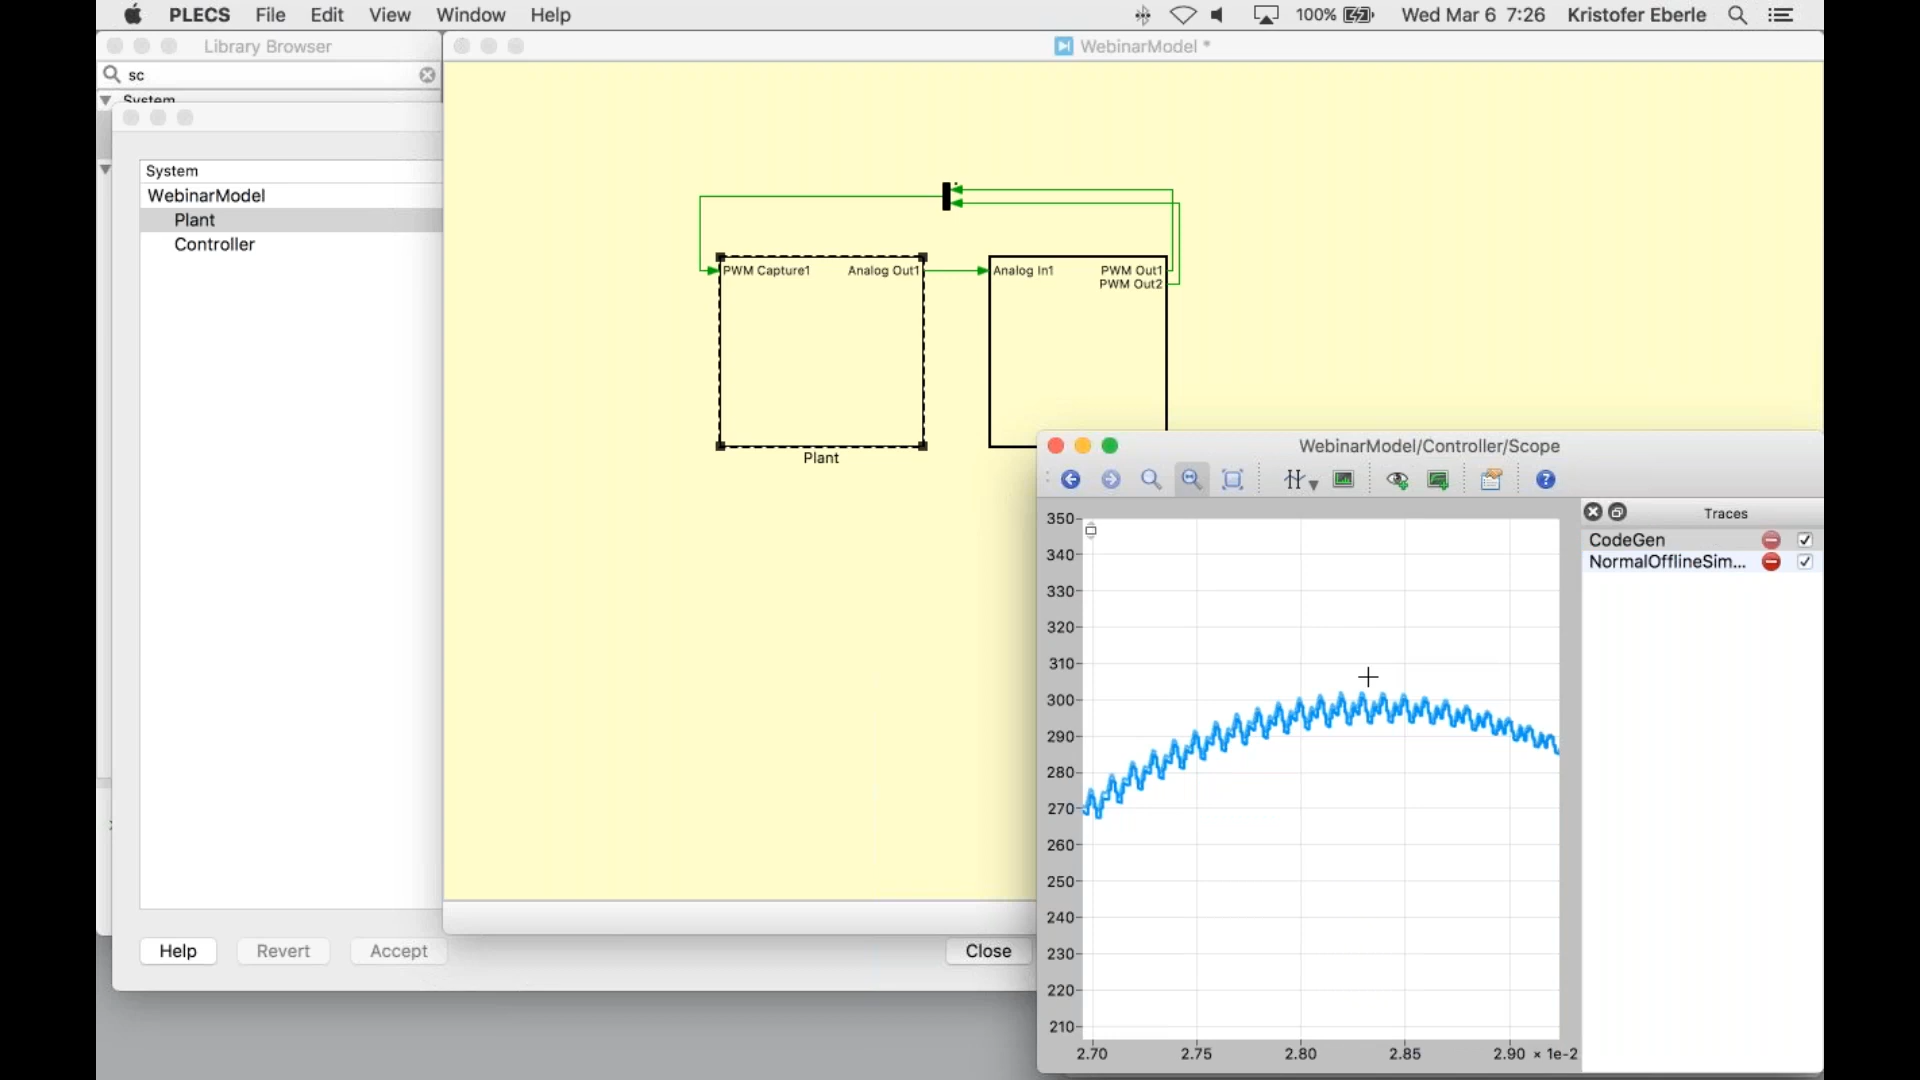 PLECS File Edit View Window Help 100% Wed Mar 6 7:26 Kristofer Eberle
Library Browser
WebinarModel *
sc
System
System
WebinarModel
Plant
Controller
PWM Capture1 Analog Out1
Analog In1 PWM Out1
PWM Out2
Plant
WebinarModel/Controller/Scope
Traces
CodeGen
NormalOfflineSim...
350
340
330
320
310
300
290
280
270
260
250
240
230
220
210
2.70 2.75 2.80 2.85 2.90 × 1e-2
Help Revert Accept Close